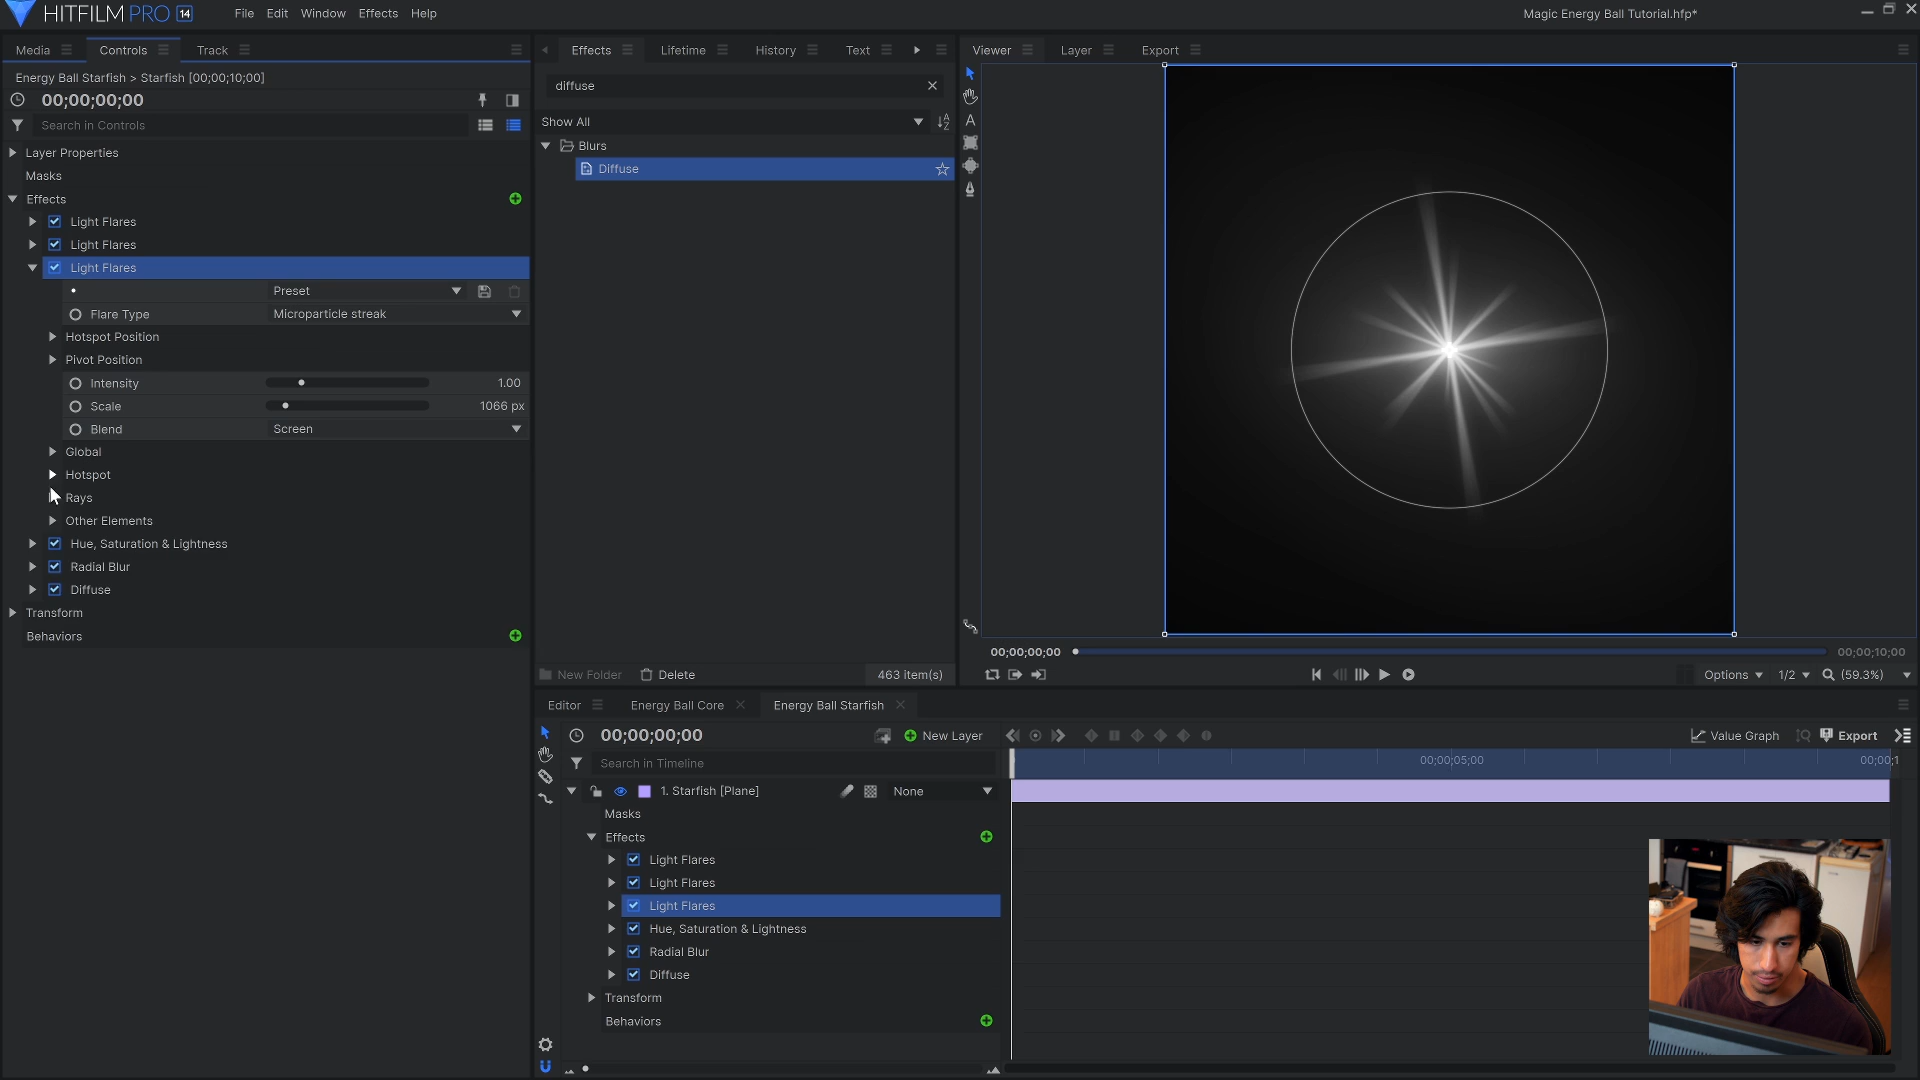 HITFILM PRO 14
File Edit Window Effects Help
Magic Energy Ball Tutorial.hfp*
Media Controls Track
Energy Ball Starfish > Starfish [00;00;10;00]
00;00;00;00
Search in Controls
Layer Properties
Masks
Effects
Light Flares
Light Flares
Light Flares
Preset
Flare Type Microparticle streak
Hotspot Position
Pivot Position
Intensity 1.00
Scale 1066 px
Blend Screen
Global
Hotspot
Rays
Other Elements
Hue, Saturation & Lightness
Radial Blur
Diffuse
Transform
Behaviors
Effects Lifetime History Text
diffuse
Show All
Blurs
Diffuse
New Folder Delete 463 item(s)
Viewer Layer Export
A
00;00;00;00 00;00;10;00
Options 1/2 (59.3%)
Editor Energy Ball Core Energy Ball Starfish
00;00;00;00 New Layer Value Graph Export
Search in Timeline 00;00;05;00 00;00;1
1. Starfish [Plane] None
Masks
Effects
Light Flares
Light Flares
Light Flares
Hue, Saturation & Lightness
Radial Blur
Diffuse
Transform
Behaviors